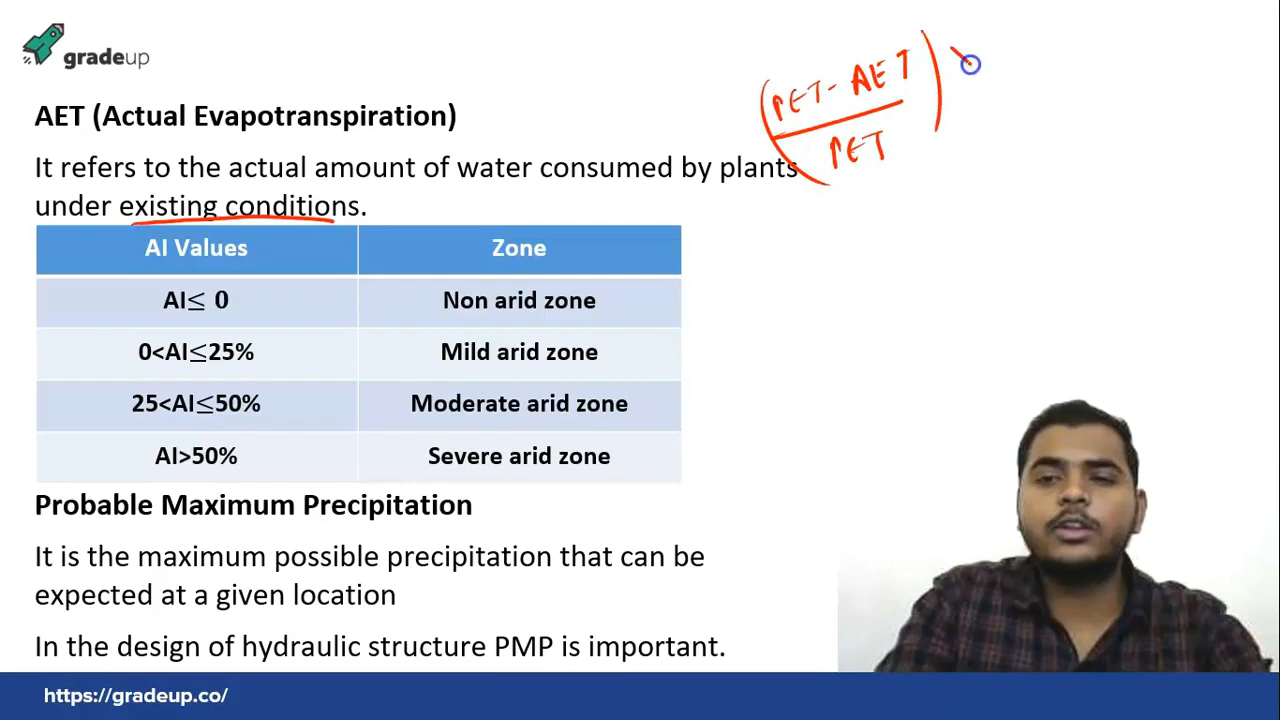 gradeup
(PET - AET
PET) ×
AET (Actual Evapotranspiration)
It refers to the actual amount of water consumed by plants
under existing conditions.
AI Values Zone
AI≤ 0 Non arid zone
0<AI≤25% Mild arid zone
25<AI≤50% Moderate arid zone
AI>50% Severe arid zone
Probable Maximum Precipitation
It is the maximum possible precipitation that can be
expected at a given location
In the design of hydraulic structure PMP is important.
https://gradeup.co/